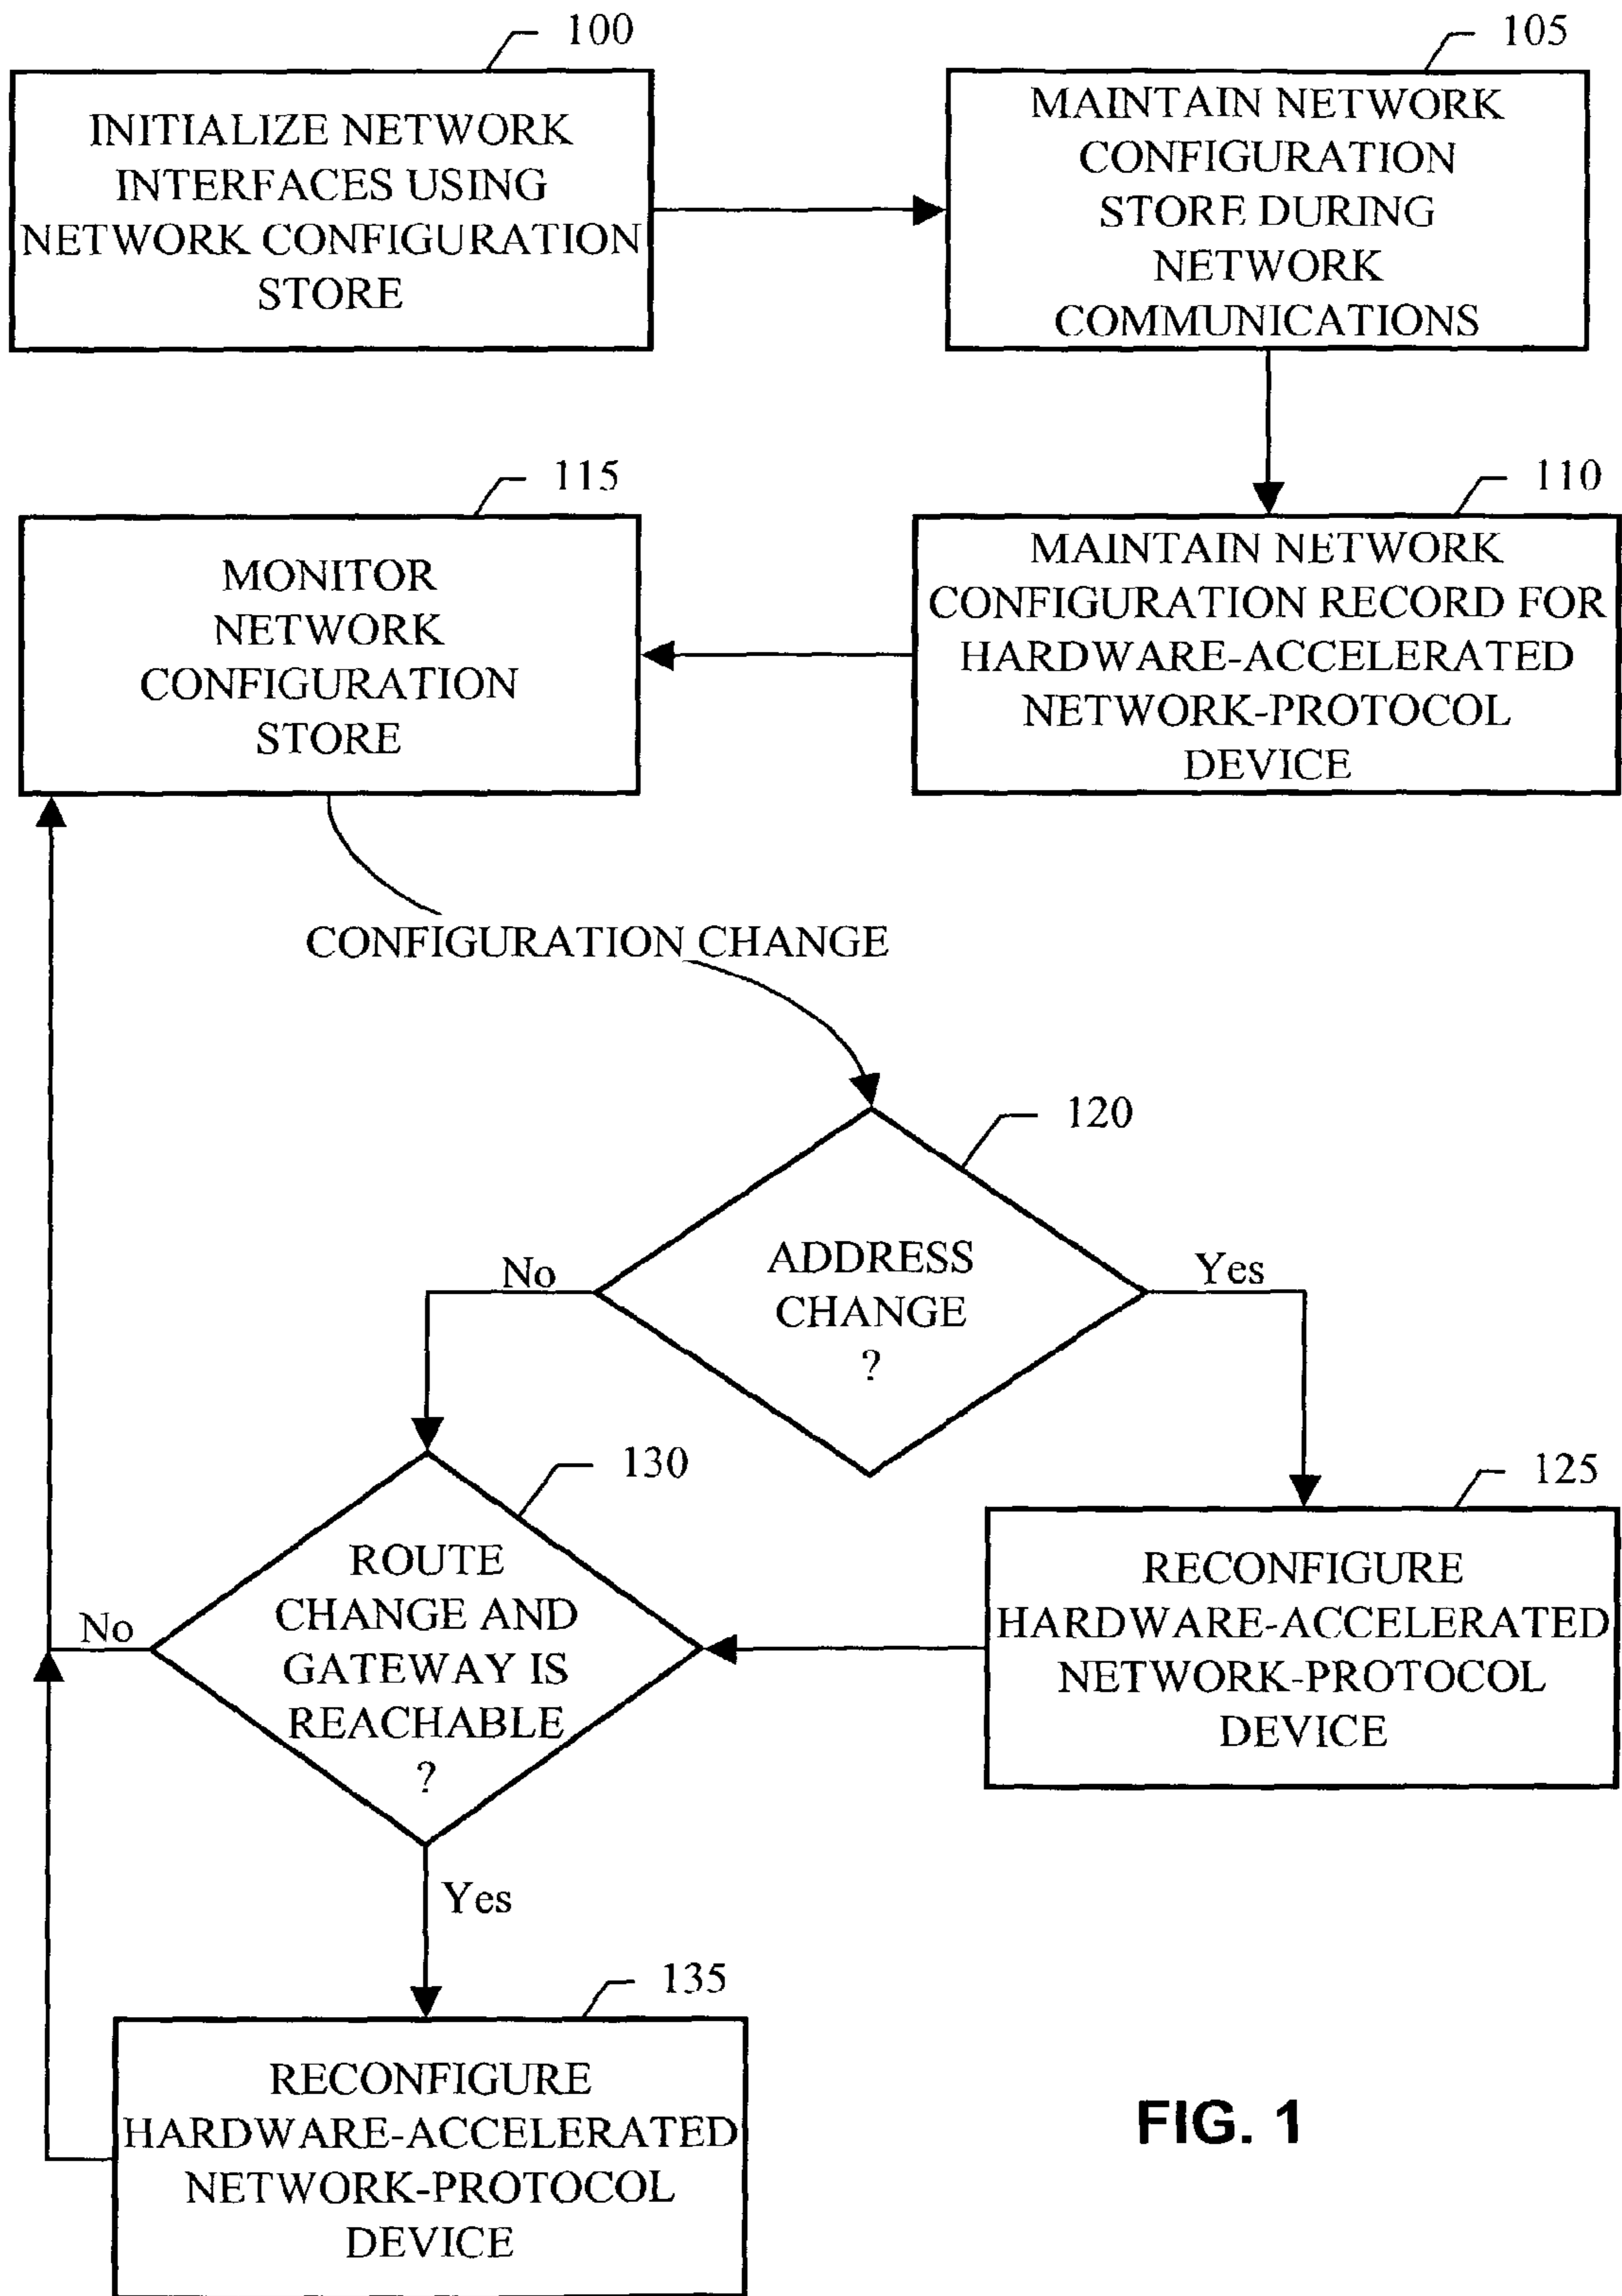 100
INITIALIZE NETWORK
INTERFACES USING
NETWORK CONFIGURATION
STORE
105
MAINTAIN NETWORK
CONFIGURATION
STORE DURING
NETWORK
COMMUNICATIONS
115
MONITOR
NETWORK
CONFIGURATION
STORE
110
MAINTAIN NETWORK
CONFIGURATION RECORD FOR
HARDWARE-ACCELERATED
NETWORK-PROTOCOL
DEVICE
CONFIGURATION CHANGE
120
ADDRESS
CHANGE
?
No
Yes
130
ROUTE
CHANGE AND
GATEWAY IS
REACHABLE
?
No
Yes
125
RECONFIGURE
HARDWARE-ACCELERATED
NETWORK-PROTOCOL
DEVICE
135
RECONFIGURE
HARDWARE-ACCELERATED
NETWORK-PROTOCOL
DEVICE
FIG. 1